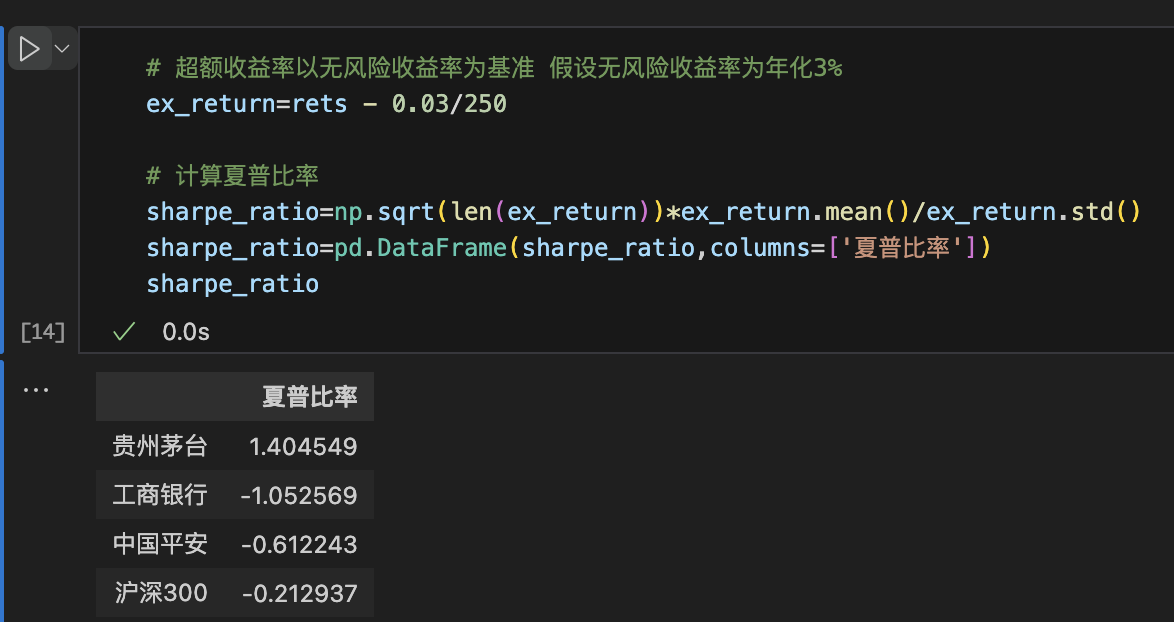 # 超额收益率以无风险收益率为基准 假设无风险收益率为年化3%
ex_return=rets - 0.03/250
# 计算夏普比率
sharpe_ratio=np.sqrt(len(ex_return))*ex_return.mean()/ex_return.std()
sharpe_ratio=pd.DataFrame(sharpe_ratio,columns=['夏普比率'])
sharpe_ratio
[14] 0.0s
夏普比率
贵州茅台 1.404549
工商银行 -1.052569
中国平安 -0.612243
沪深300 -0.212937